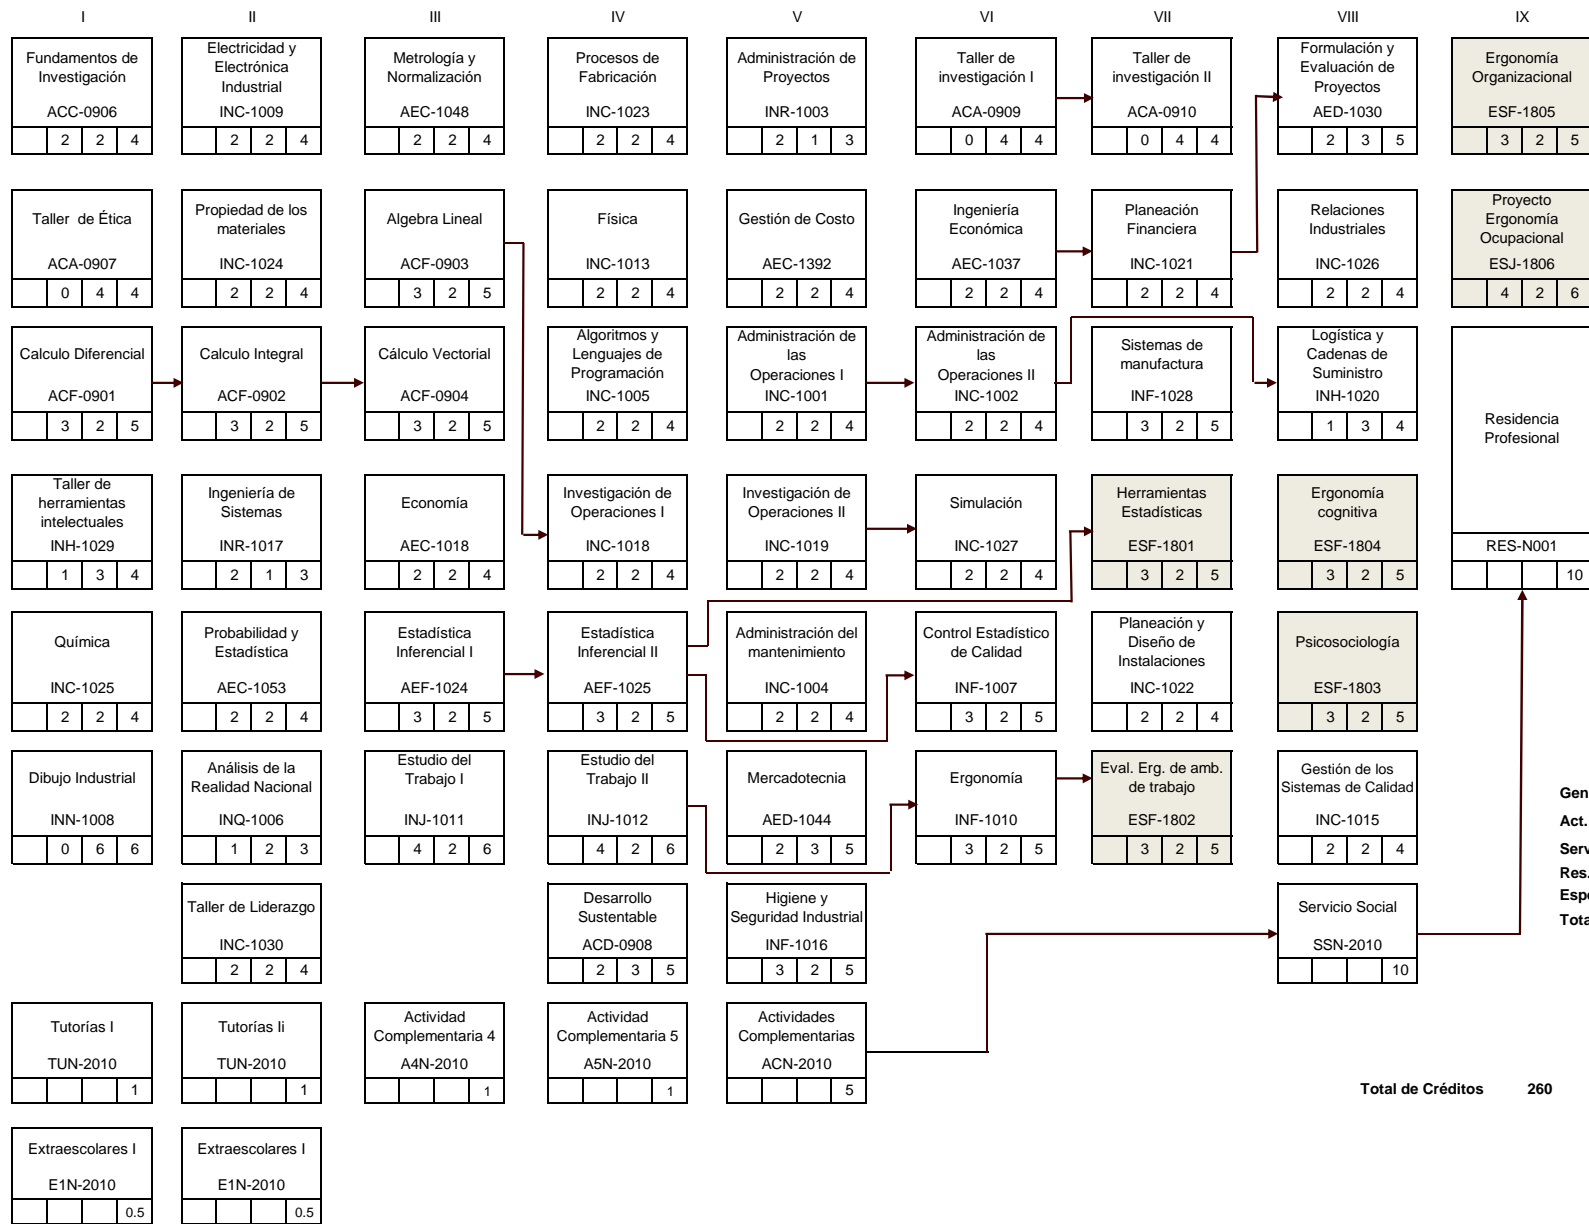 I II III IV V VI VII VIII IX
Fundamentos de
Investigación
ACC-0906
2 2 4
Electricidad y
Electrónica
Industrial
INC-1009
2 2 4
Metrología y
Normalización
AEC-1048
2 2 4
Procesos de
Fabricación
INC-1023
2 2 4
Administración de
Proyectos
INR-1003
2 1 3
Taller de
investigación I
ACA-0909
0 4 4
Taller de
investigación II
ACA-0910
0 4 4
Formulación y
Evaluación de
Proyectos
AED-1030
2 3 5
Ergonomía
Organizacional
ESF-1805
3 2 5
Taller de Ética
ACA-0907
0 4 4
Propiedad de los
materiales
INC-1024
2 2 4
Algebra Lineal
ACF-0903
3 2 5
Física
INC-1013
2 2 4
Gestión de Costo
AEC-1392
2 2 4
Ingeniería
Económica
AEC-1037
2 2 4
Planeación
Financiera
INC-1021
2 2 4
Relaciones
Industriales
INC-1026
2 2 4
Proyecto
Ergonomía
Ocupacional
ESJ-1806
4 2 6
Calculo Diferencial
ACF-0901
3 2 5
Calculo Integral
ACF-0902
3 2 5
Cálculo Vectorial
ACF-0904
3 2 5
Algoritmos y
Lenguajes de
Programación
INC-1005
2 2 4
Administración de
las
Operaciones I
INC-1001
2 2 4
Administración de
las
Operaciones II
INC-1002
2 2 4
Sistemas de
manufactura
INF-1028
3 2 5
Logística y
Cadenas de
Suministro
INH-1020
1 3 4
Residencia
Profesional
RES-N001
10
Taller de
herramientas
intelectuales
INH-1029
1 3 4
Ingeniería de
Sistemas
INR-1017
2 1 3
Economía
AEC-1018
2 2 4
Investigación de
Operaciones I
INC-1018
2 2 4
Investigación de
Operaciones II
INC-1019
2 2 4
Simulación
INC-1027
2 2 4
Herramientas
Estadísticas
ESF-1801
3 2 5
Ergonomía
cognitiva
ESF-1804
3 2 5
Química
INC-1025
2 2 4
Probabilidad y
Estadística
AEC-1053
2 2 4
Estadística
Inferencial I
AEF-1024
3 2 5
Estadística
Inferencial II
AEF-1025
3 2 5
Administración del
mantenimiento
INC-1004
2 2 4
Control Estadístico
de Calidad
INF-1007
3 2 5
Planeación y
Diseño de
Instalaciones
INC-1022
2 2 4
Psicosociología
ESF-1803
3 2 5
Dibujo Industrial
INN-1008
0 6 6
Análisis de la
Realidad Nacional
INQ-1006
1 2 3
Estudio del
Trabajo I
INJ-1011
4 2 6
Estudio del
Trabajo II
INJ-1012
4 2 6
Mercadotecnia
AED-1044
2 3 5
Ergonomía
INF-1010
3 2 5
Eval. Erg. de amb.
de trabajo
ESF-1802
3 2 5
Gestión de los
Sistemas de Calidad
INC-1015
2 2 4
Gen
Act.
Serv
Res.
Espe
Tota
Taller de Liderazgo
INC-1030
2 2 4
Desarrollo
Sustentable
ACD-0908
2 3 5
Higiene y
Seguridad Industrial
INF-1016
3 2 5
Servicio Social
SSN-2010
10
Tutorías I
TUN-2010
1
Tutorías Ii
TUN-2010
1
Actividad
Complementaria 4
A4N-2010
1
Actividad
Complementaria 5
A5N-2010
1
Actividades
Complementarias
ACN-2010
5
Total de Créditos 260
Extraescolares I
E1N-2010
0.5
Extraescolares I
E1N-2010
0.5